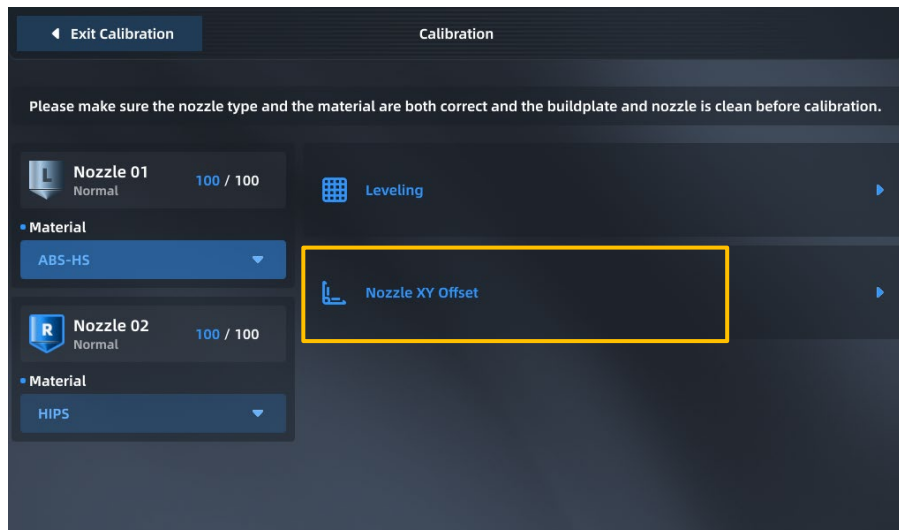 Exit Calibration
Calibration
Please make sure the nozzle type and the material are both correct and the buildplate and nozzle is clean before calibration.
L
Nozzle 01
Normal
100 / 100
Material
ABS-HS
R
Nozzle 02
Normal
100 / 100
Material
HIPS
Leveling
Nozzle XY Offset